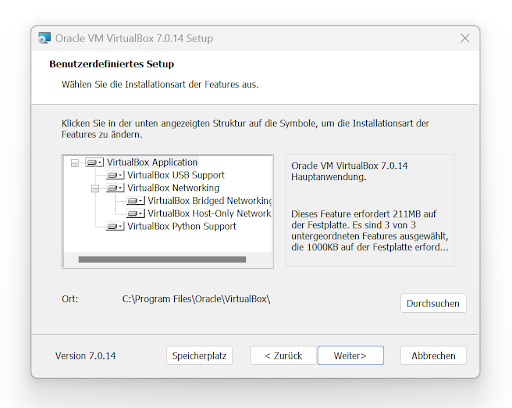 Oracle VM VirtualBox 7.0.14 Setup
Benutzerdefiniertes Setup
Wählen Sie die Installationsart der Features aus.
Klicken Sie in der unten angezeigten Struktur auf die Symbole, um die Installationsart der
Features zu ändern.
VirtualBox Application
VirtualBox USB Support
VirtualBox Networking
VirtualBox Bridged Networking
VirtualBox Host-Only Network
VirtualBox Python Support
Oracle VM VirtualBox 7.0.14
Hauptanwendung.
Dieses Feature erfordert 211MB auf
der Festplatte. Es sind 3 von 3
untergeordneten Features ausgewählt,
die 1000KB auf der Festplatte erford...
Ort: C:\Program Files\Oracle\VirtualBox\
Durchsuchen
Version 7.0.14 Speicherplatz < Zurück Weiter> Abbrechen